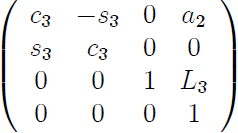 c₃ −s₃ 0 a₂
s₃ c₃ 0 0
0 0 1 L₃
0 0 0 1